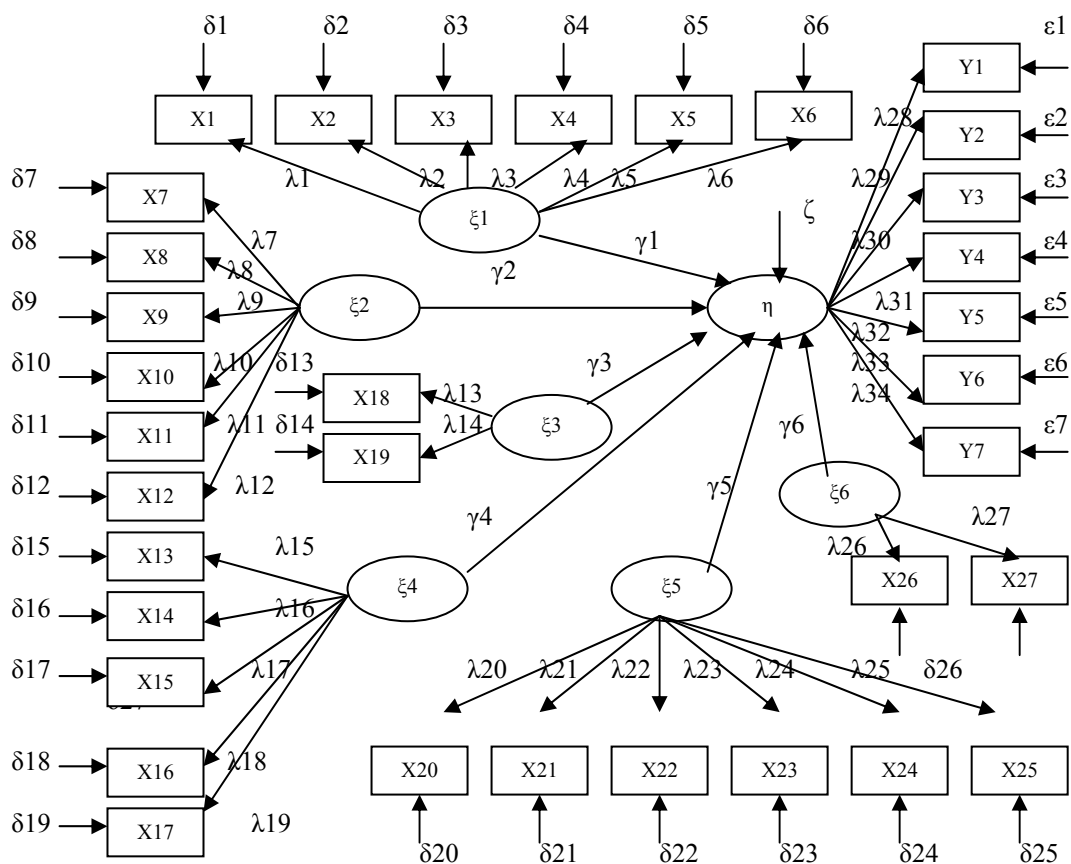 δ1 δ2 δ3 δ4 δ5 δ6 ε1
X1 X2 X3 X4 X5 X6 Y1
λ28 Y2 ε2
δ7 X7 λ1 λ2 λ3 λ4 λ5 λ6 λ29 Y3 ε3
ξ1 ζ
δ8 X8 λ7 λ8 γ2 γ1 λ30 Y4 ε4
δ9 X9 λ9 ξ2 η λ31 Y5 ε5
λ32
δ10 X10 λ10 δ13 X18 λ13 γ3 λ33 Y6 ε6
λ34
δ11 X11 λ11 δ14 X19 λ14 ξ3 γ6 Y7 ε7
δ12 X12 λ12 γ4 γ5 ξ6 λ27
δ15 X13 λ15 λ26
ξ4 ξ5 X26 X27
δ16 X14 λ16
δ17 X15 λ17 λ20 λ21 λ22 λ23 λ24 λ25 δ26
δ18 X16 λ18 X20 X21 X22 X23 X24 X25
δ19 X17 λ19
δ20 δ21 δ22 δ23 δ24 δ25